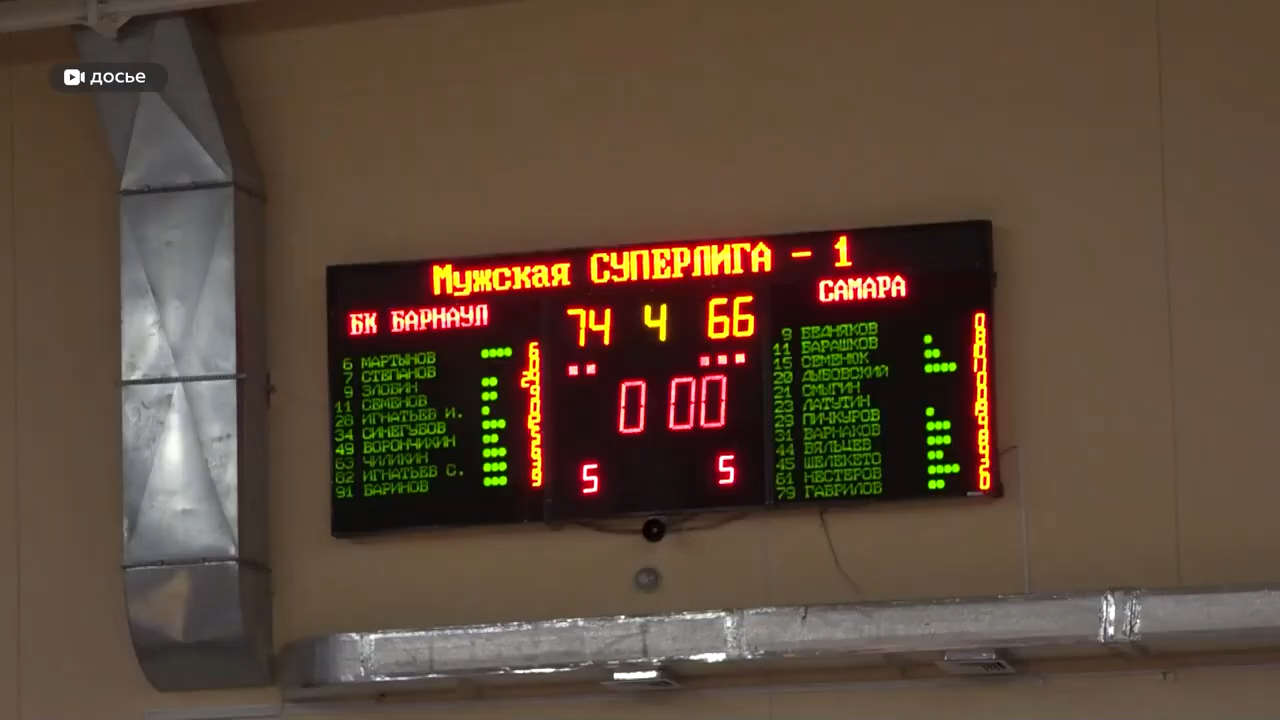 досье
Мужская СУПЕРЛИГА - 1
БК БАРНАУЛ
74 4 66
САМАРА
0 00
5 5
6 МАРТЫНОВ
7 СТЕПАНОВ
9 ЗЛОБИН
11 СЕМЕНОВ
28 ИГНАТЬЕВ И.
34 СИНЕГУБОВ
49 ВОРОНЧИХИН
63 ЧИЛИКИН
82 ИГНАТЬЕВ С.
91 БАРИНОВ
9 БЕДНЯКОВ
11 БАРАШКОВ
15 СЕМЕНЮК
20 ДЫБОВСКИЙ
21 СМЫГИН
23 ЛАТУТИН
29 ПИЧКУРОВ
31 ВАРНАКОВ
44 ВЯЛЬЦЕВ
45 ШЕЛЕКЕТО
61 НЕСТЕРОВ
79 ГАВРИЛОВ